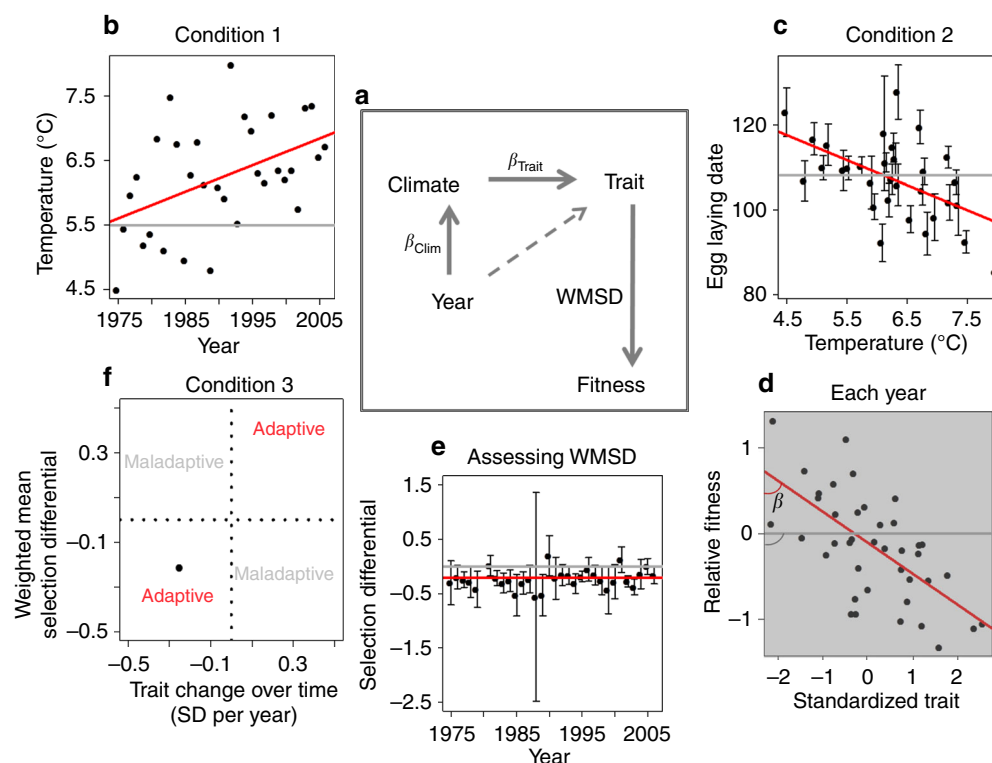 b
Condition 1
Temperature (°C)
7.5
6.5
5.5
4.5
1975
1985
1995
2005
Year
a
Climate
βTrait
Trait
βClim
Year
WMSD
Fitness
c
Condition 2
Egg laying date
120
100
80
4.5
5.5
6.5
7.5
Temperature (°C)
f
Condition 3
Weighted mean
selection differential
0.3
−0.1
−0.5
Adaptive
Maladaptive
Maladaptive
Adaptive
−0.5
−0.1
0.3
Trait change over time
(SD per year)
e
Assessing WMSD
Selection differential
1.5
0.5
−0.5
−1.5
−2.5
1975
1985
1995
2005
Year
d
Each year
Relative fitness
1
0
−1
β
−2
−1
0
1
2
Standardized trait